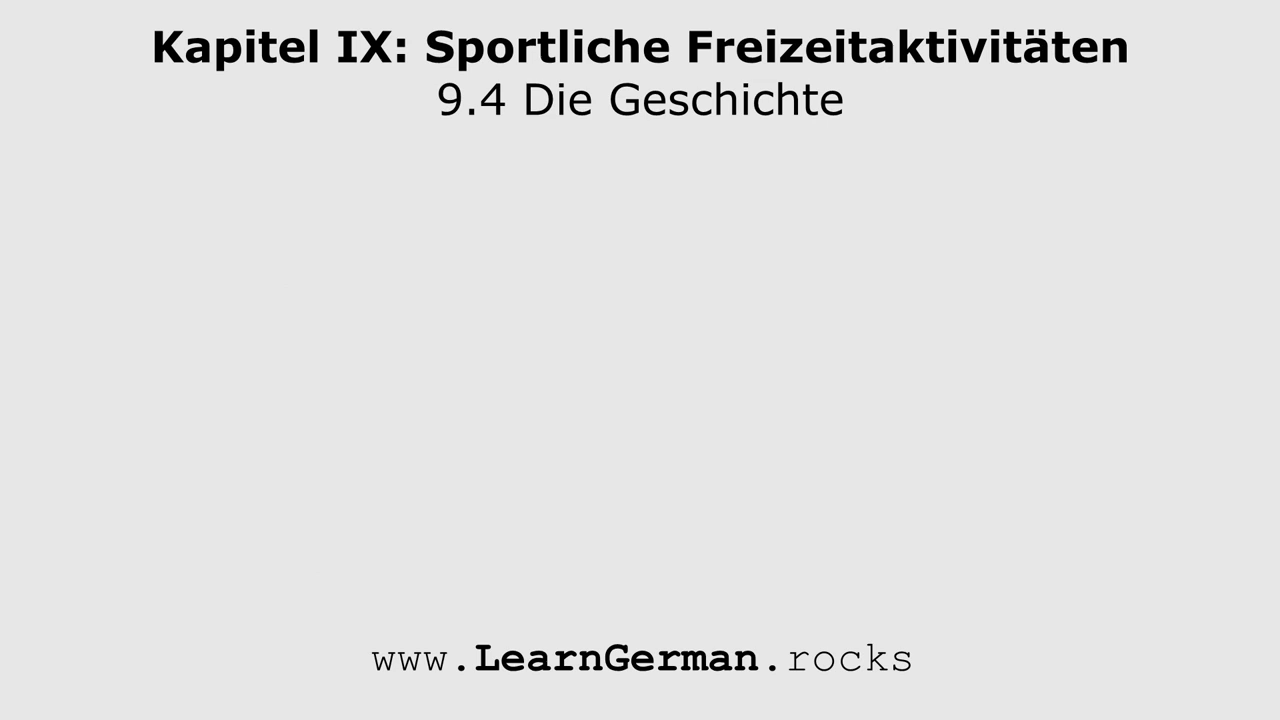 Kapitel IX: Sportliche Freizeitaktivitäten
9.4 Die Geschichte
www.LearnGerman.rocks